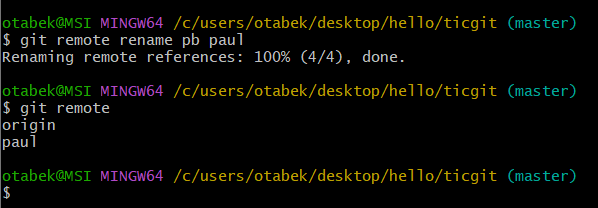 otabek@MSI MINGW64 /c/users/otabek/desktop/hello/ticgit (master)
$ git remote rename pb paul
Renaming remote references: 100% (4/4), done.
otabek@MSI MINGW64 /c/users/otabek/desktop/hello/ticgit (master)
$ git remote
origin
paul
otabek@MSI MINGW64 /c/users/otabek/desktop/hello/ticgit (master)
$